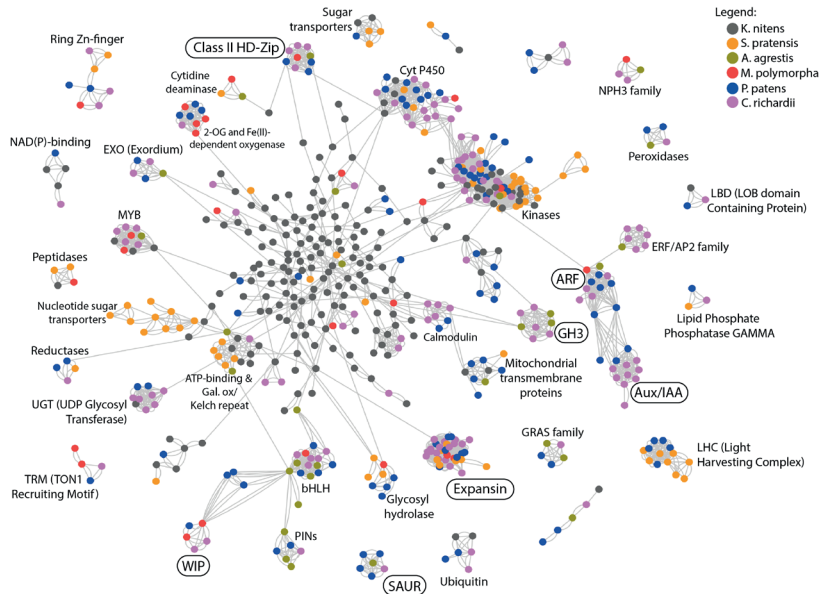 Sugar
transporters
Legend:
K. nitens
S. pratensis
A. agrestis
M. polymorpha
P. patens
C. richardii
Ring Zn-finger
Class II HD-Zip
Cyt P450
Cytidine
deaminase
NPH3 family
2-OG and Fe(II)-
dependent oxygenase
NAD(P)-binding
EXO (Exordium)
Peroxidases
LBD (LOB domain
Containing Protein)
Kinases
MYB
ERF/AP2 family
Peptidases
ARF
Nucleotide sugar
transporters
Lipid Phosphate
Phosphatase GAMMA
GH3
Calmodulin
Reductases
Mitochondrial
transmembrane
proteins
ATP-binding &
Gal. ox/
Kelch repeat
UGT (UDP Glycosyl
Transferase)
Aux/IAA
GRAS family
LHC (Light
Harvesting Complex)
TRM (TON1
Recruiting Motif)
bHLH
Expansin
Glycosyl
hydrolase
PINs
WIP
SAUR
Ubiquitin